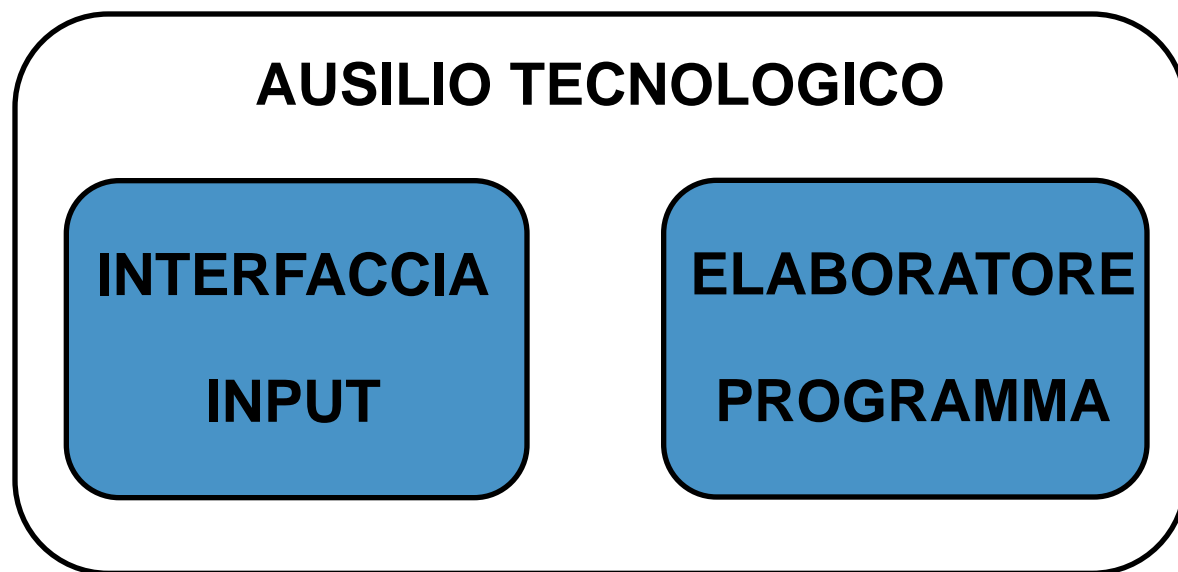 AUSILIO TECNOLOGICO
INTERFACCIA
INPUT
ELABORATORE
PROGRAMMA